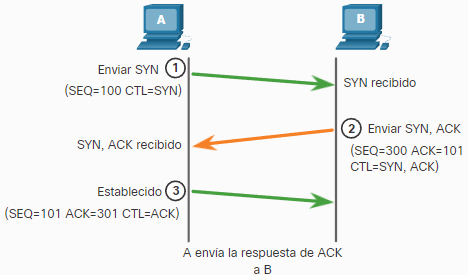 A
B
Enviar SYN 1
(SEQ=100 CTL=SYN)
SYN recibido
2 Enviar SYN, ACK
SYN, ACK recibido
(SEQ=300 ACK=101
CTL=SYN, ACK)
Establecido 3
(SEQ=101 ACK=301 CTL=ACK)
A envía la respuesta de ACK
a B